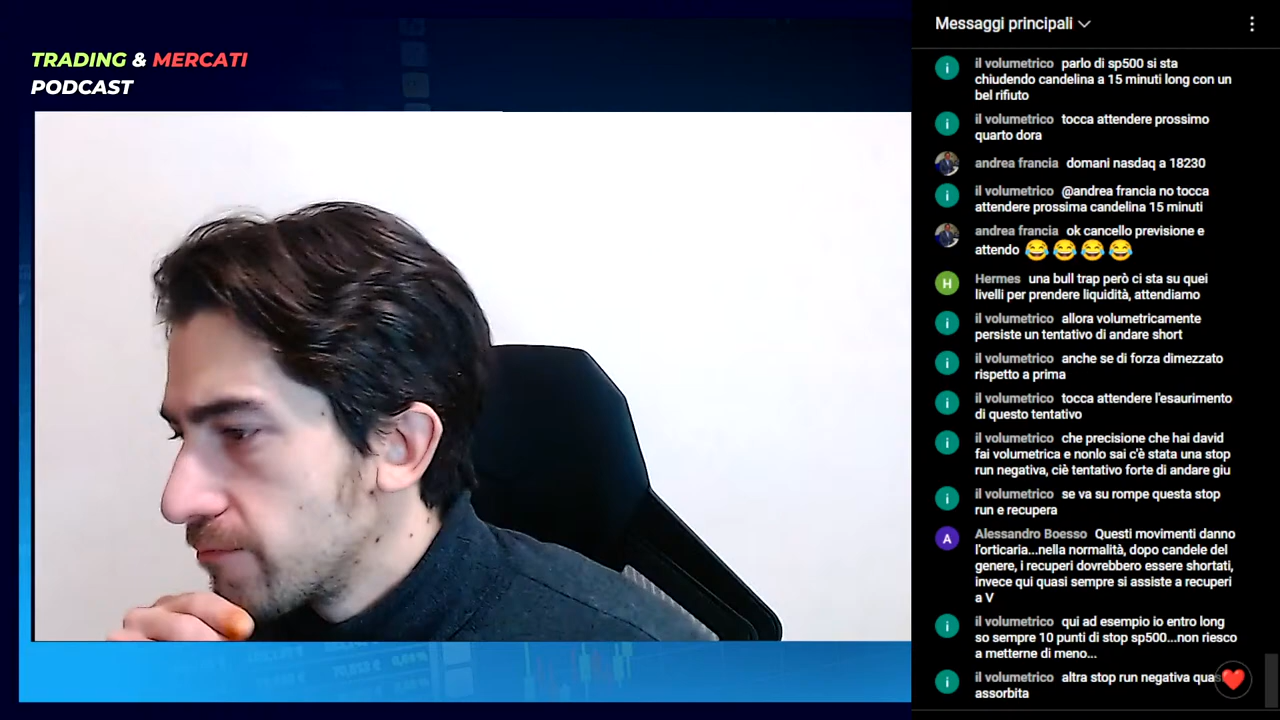 TRADING & MERCATI
PODCAST
Messaggi principali
il volumetrico parlo di sp500 si sta
chiudendo candelina a 15 minuti long con un
bel rifiuto
il volumetrico tocca attendere prossimo
quarto dora
andrea francia domani nasdaq a 18230
il volumetrico @andrea francia no tocca
attendere prossima candelina 15 minuti
andrea francia ok cancello previsione e
attendo 😂😂😂😂
H
Hermes una bull trap però ci sta su quei
livelli per prendere liquidità, attendiamo
il volumetrico allora volumetricamente
persiste un tentativo di andare short
il volumetrico anche se di forza dimezzato
rispetto a prima
il volumetrico tocca attendere l'esaurimento
di questo tentativo
il volumetrico che precisione che hai david
fai volumetrica e nonlo sai c'è stata una stop
run negativa, ciè tentativo forte di andare giu
il volumetrico se va su rompe questa stop
run e recupera
A
Alessandro Boesso Questi movimenti danno
l'orticaria...nella normalità, dopo candele del
genere, i recuperi dovrebbero essere shortati,
invece qui quasi sempre si assiste a recuperi
a V
il volumetrico qui ad esempio io entro long
so sempre 10 punti di stop sp500...non riesco
a metterne di meno...
il volumetrico altra stop run negativa
assorbita